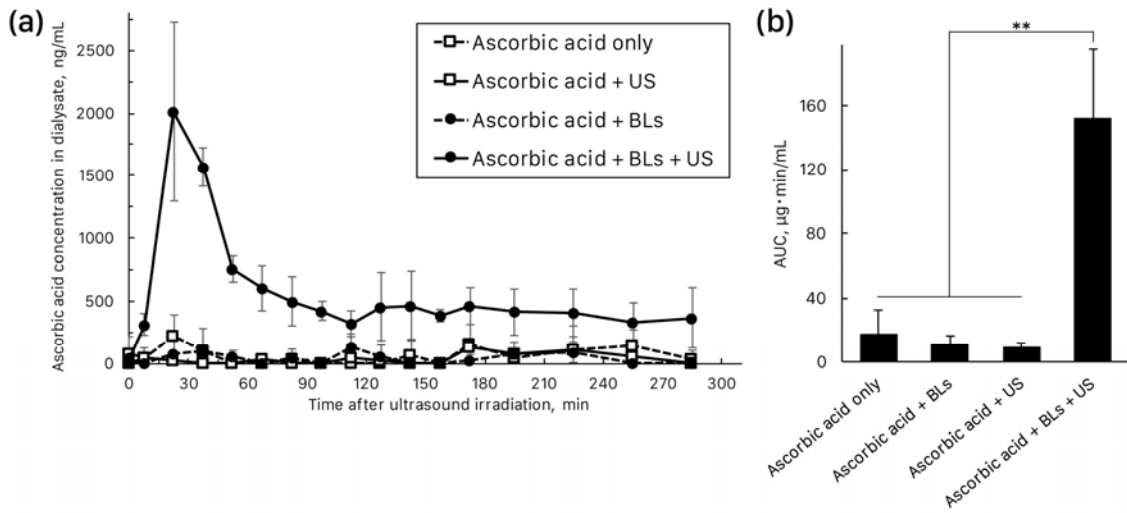 (a)
Ascorbic acid concentration in dialysate, ng/mL
2500
2000
1500
1000
500
0
0 30 60 90 120 150 180 210 240 270 300
Time after ultrasound irradiation, min
Ascorbic acid only
Ascorbic acid + US
Ascorbic acid + BLs
Ascorbic acid + BLs + US
(b)
**
AUC, μg·min/mL
160
120
80
40
0
Ascorbic acid only
Ascorbic acid + BLs
Ascorbic acid + US
Ascorbic acid + BLs + US